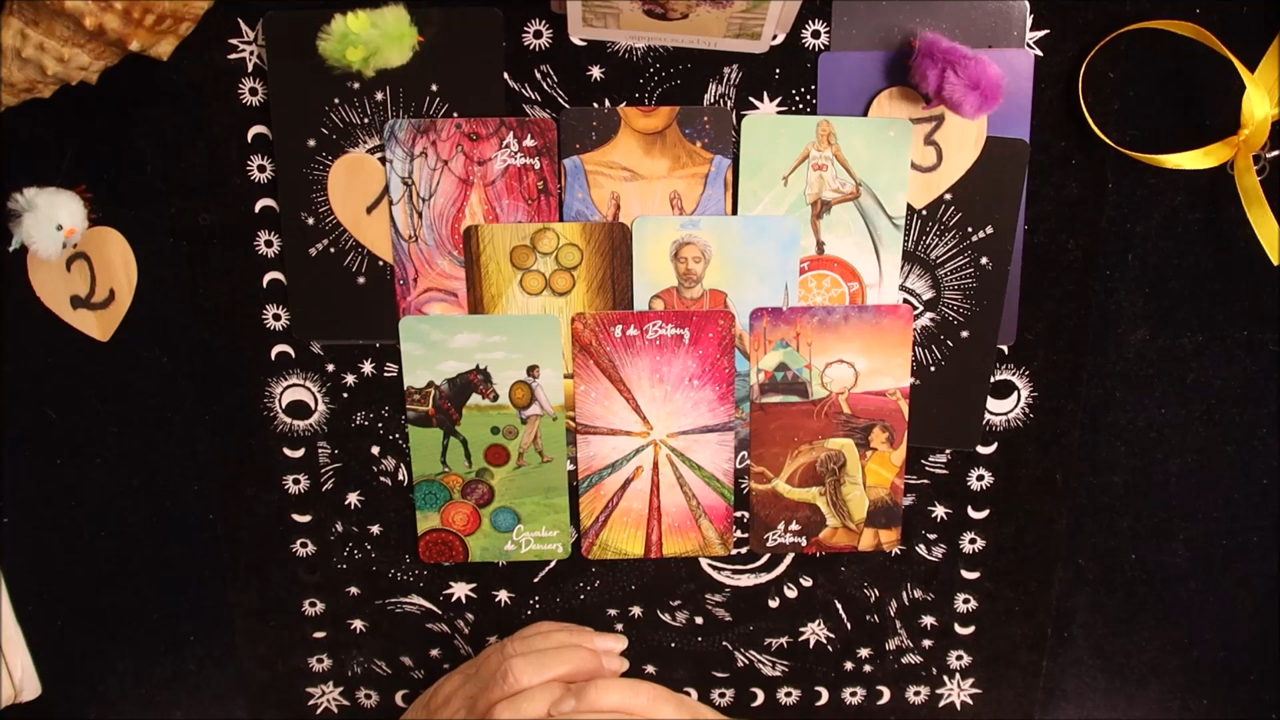 As de
Bâtons
3
2
8 de Bâtons
Cavalier
de Deniers
4 de
Bâtons